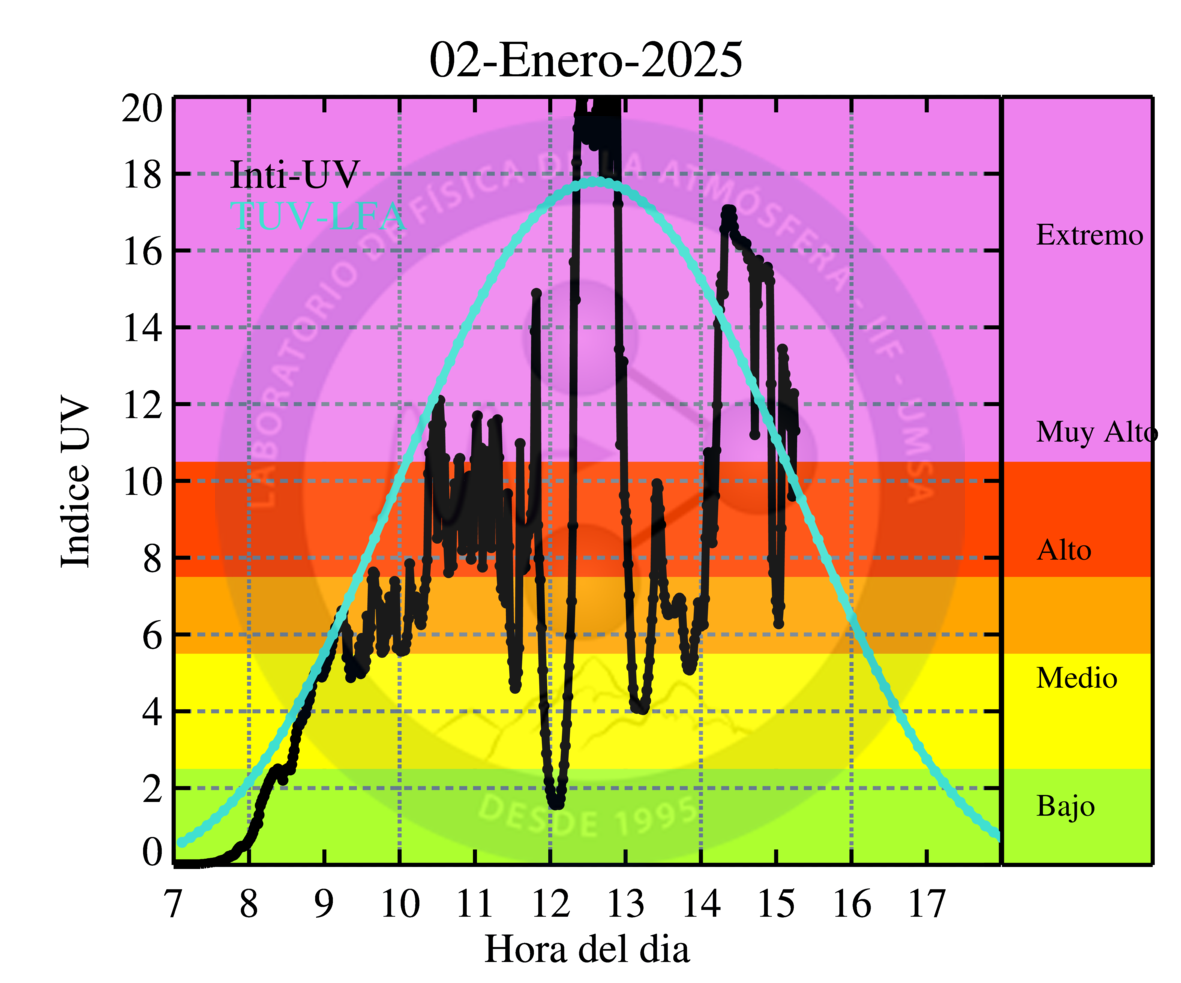 02-Enero-2025
Indice UV
20
18
16
14
12
10
8
6
4
2
0
Inti-UV
TUV-LFA
LABORATORIO DE FÍSICA DE LA ATMÓSFERA - IIF - UMSA
DESDE 1995
Extremo
Muy Alto
Alto
Medio
Bajo
7 8 9 10 11 12 13 14 15 16 17
Hora del dia